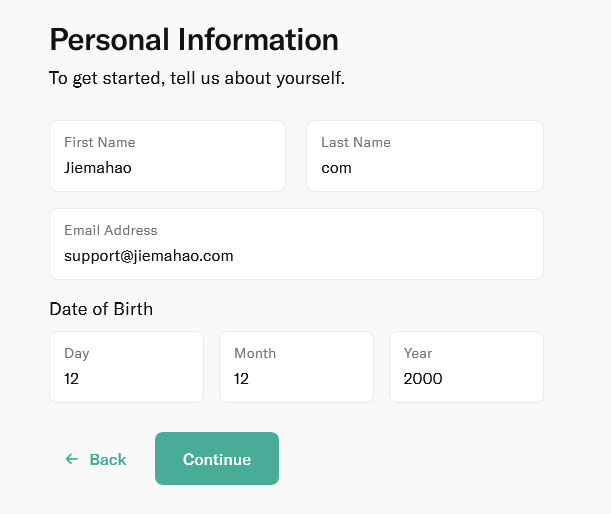 Personal Information
To get started, tell us about yourself.
First Name
Jiemahao
Last Name
com
Email Address
support@jiemahao.com
Date of Birth
Day
12
Month
12
Year
2000
← Back
Continue